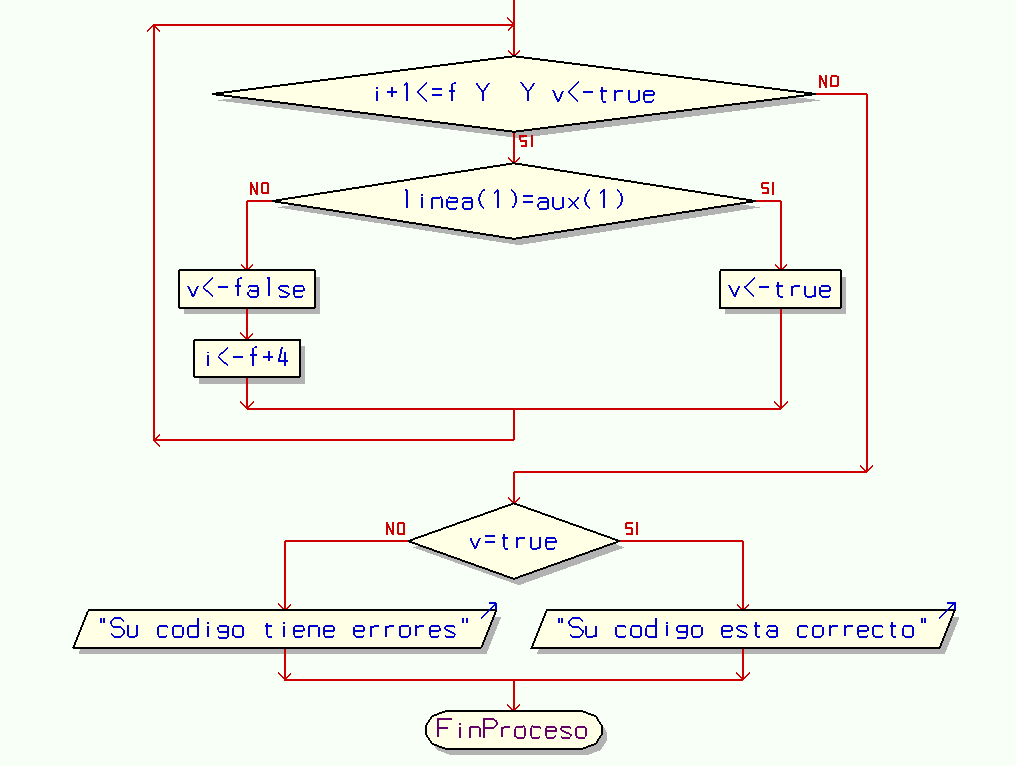 NO
i+1<=f Y  Y v<-true
SI
NO
SI
linea(1)=aux(1)
v<-false
v<-true
i<-f+4
NO
SI
v=true
"Su codigo tiene errores"
"Su codigo esta correcto"
FinProceso